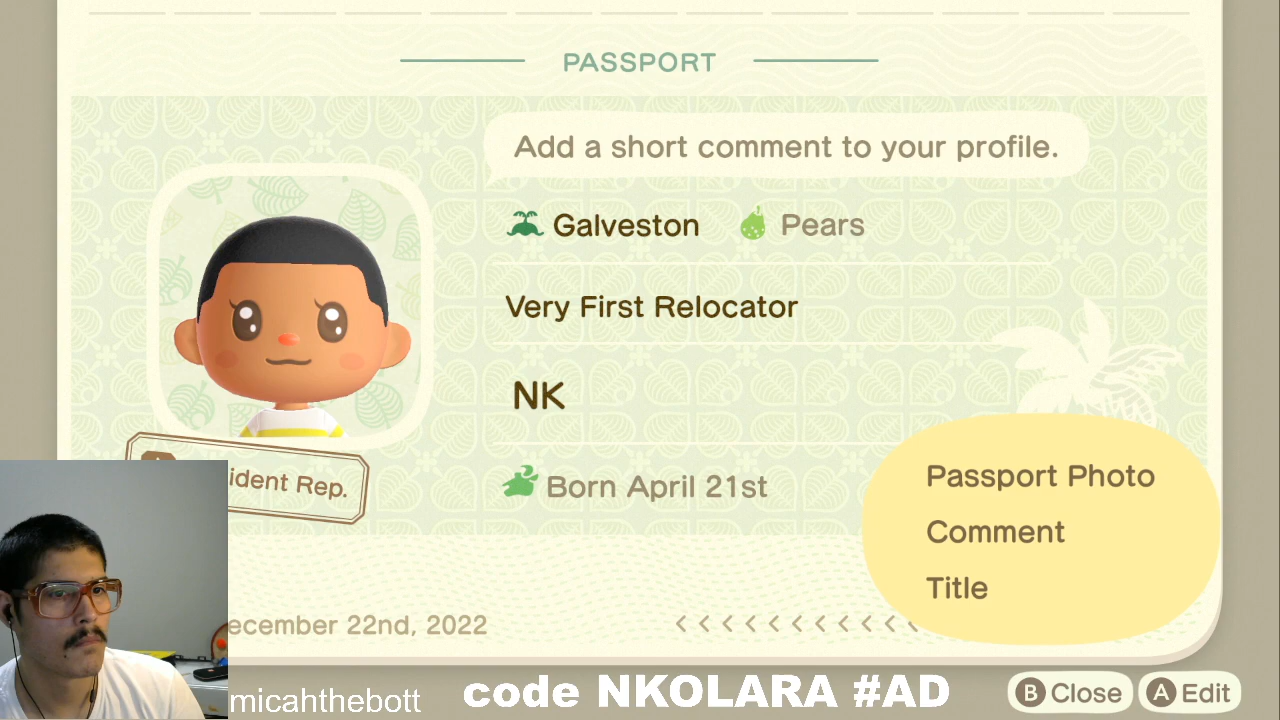 PASSPORT
Add a short comment to your profile.
Galveston Pears
Very First Relocator
NK
ident Rep.
Born April 21st
Passport Photo
Comment
Title
ecember 22nd, 2022
micahthebott
code NKOLARA #AD
B Close A Edit